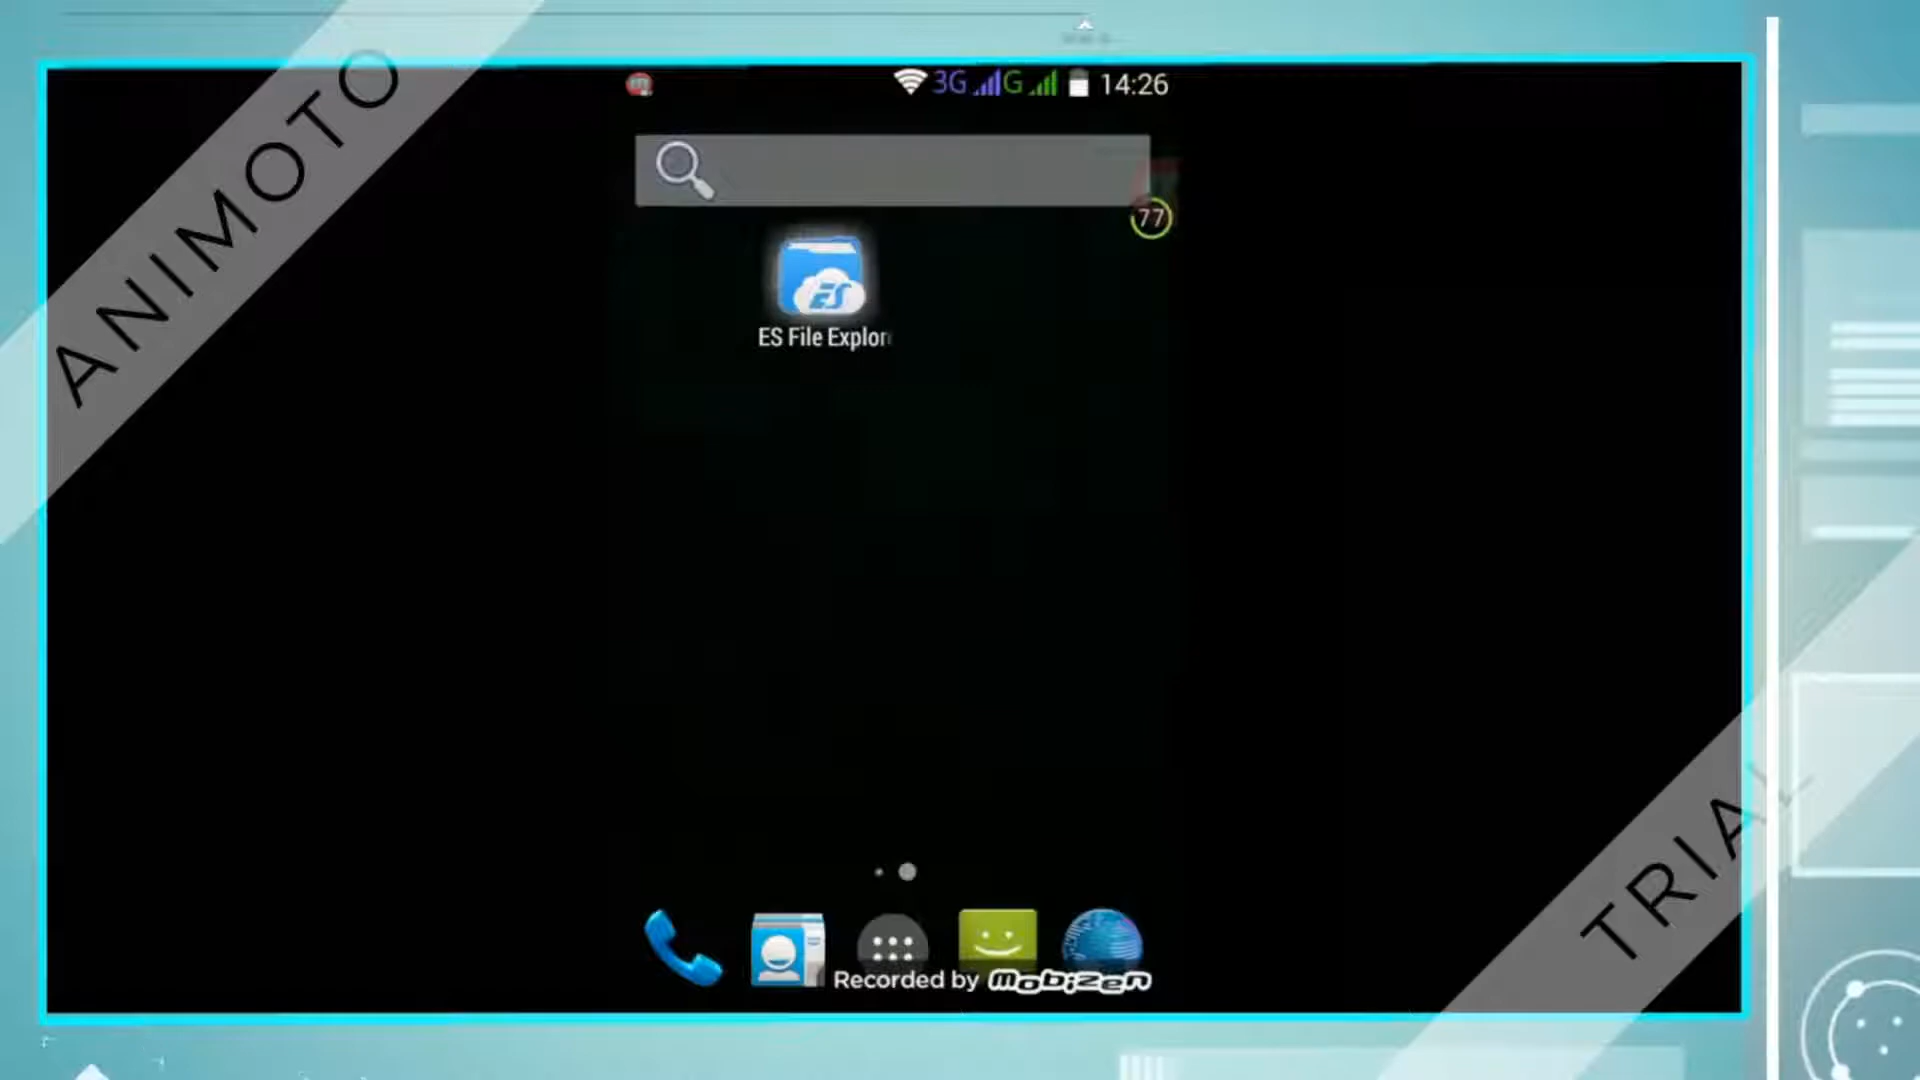 ANIMOTO
3G G 14:26
77
ES File Explor
Recorded by Mobizen
TRIAL